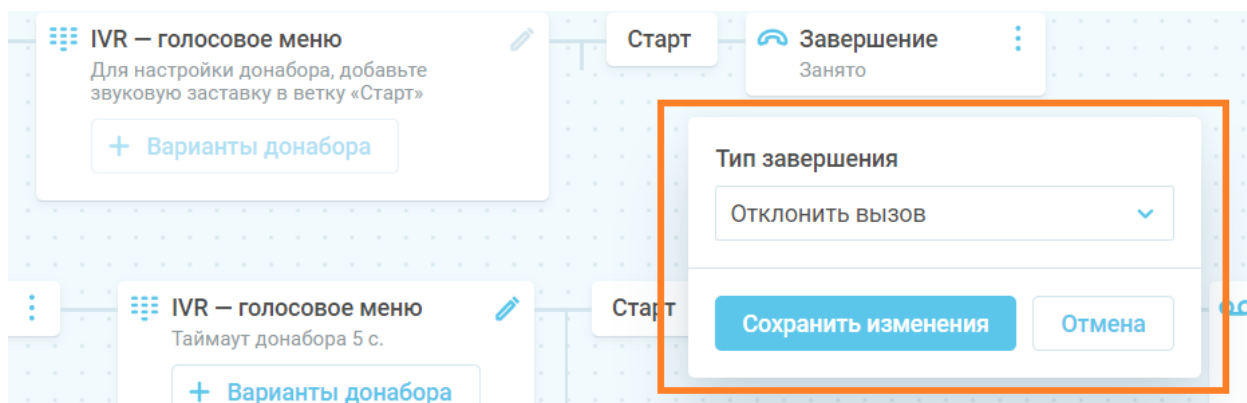 IVR — голосовое меню
Для настройки донабора, добавьте
звуковую заставку в ветку «Старт»
+ Варианты донабора
Старт
Завершение
Занято
Тип завершения
Отклонить вызов
Сохранить изменения
Отмена
IVR — голосовое меню
Таймаут донабора 5 с.
+ Варианты донабора
Старт